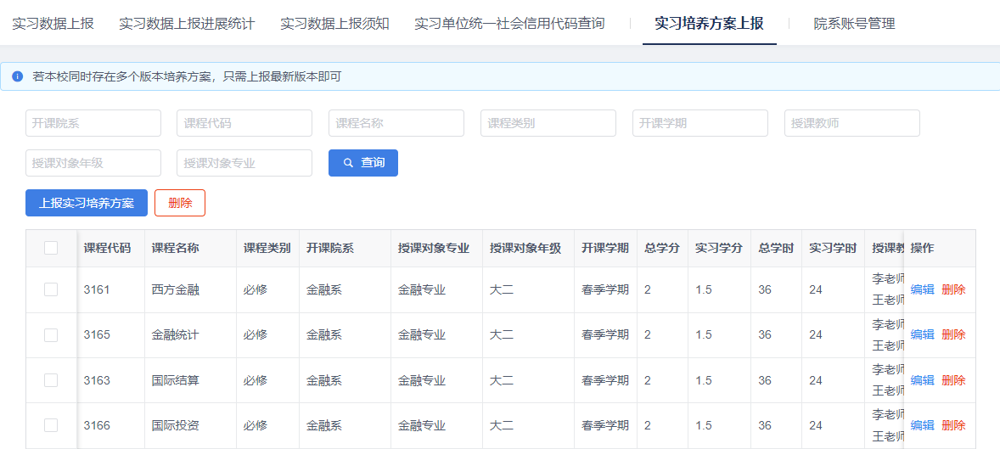 实习数据上报 实习数据上报进展统计 实习数据上报须知 实习单位统一社会信用代码查询 实习培养方案上报 院系账号管理
若本校同时存在多个版本培养方案，只需上报最新版本即可
开课院系 课程代码 课程名称 课程类别 开课学期 授课教师
授课对象年级 授课对象专业 查询
上报实习培养方案 删除
课程代码 课程名称 课程类别 开课院系 授课对象专业 授课对象年级 开课学期 总学分 实习学分 总学时 实习学时 授课教 操作
3161 西方金融 必修 金融系 金融专业 大二 春季学期 2 1.5 36 24 李老师 王老师 编辑 删除
3165 金融统计 必修 金融系 金融专业 大二 春季学期 2 1.5 36 24 李老师 王老师 编辑 删除
3163 国际结算 必修 金融系 金融专业 大二 春季学期 2 1.5 36 24 李老师 王老师 编辑 删除
3166 国际投资 必修 金融系 金融专业 大二 春季学期 2 1.5 36 24 李老师 王老师 编辑 删除